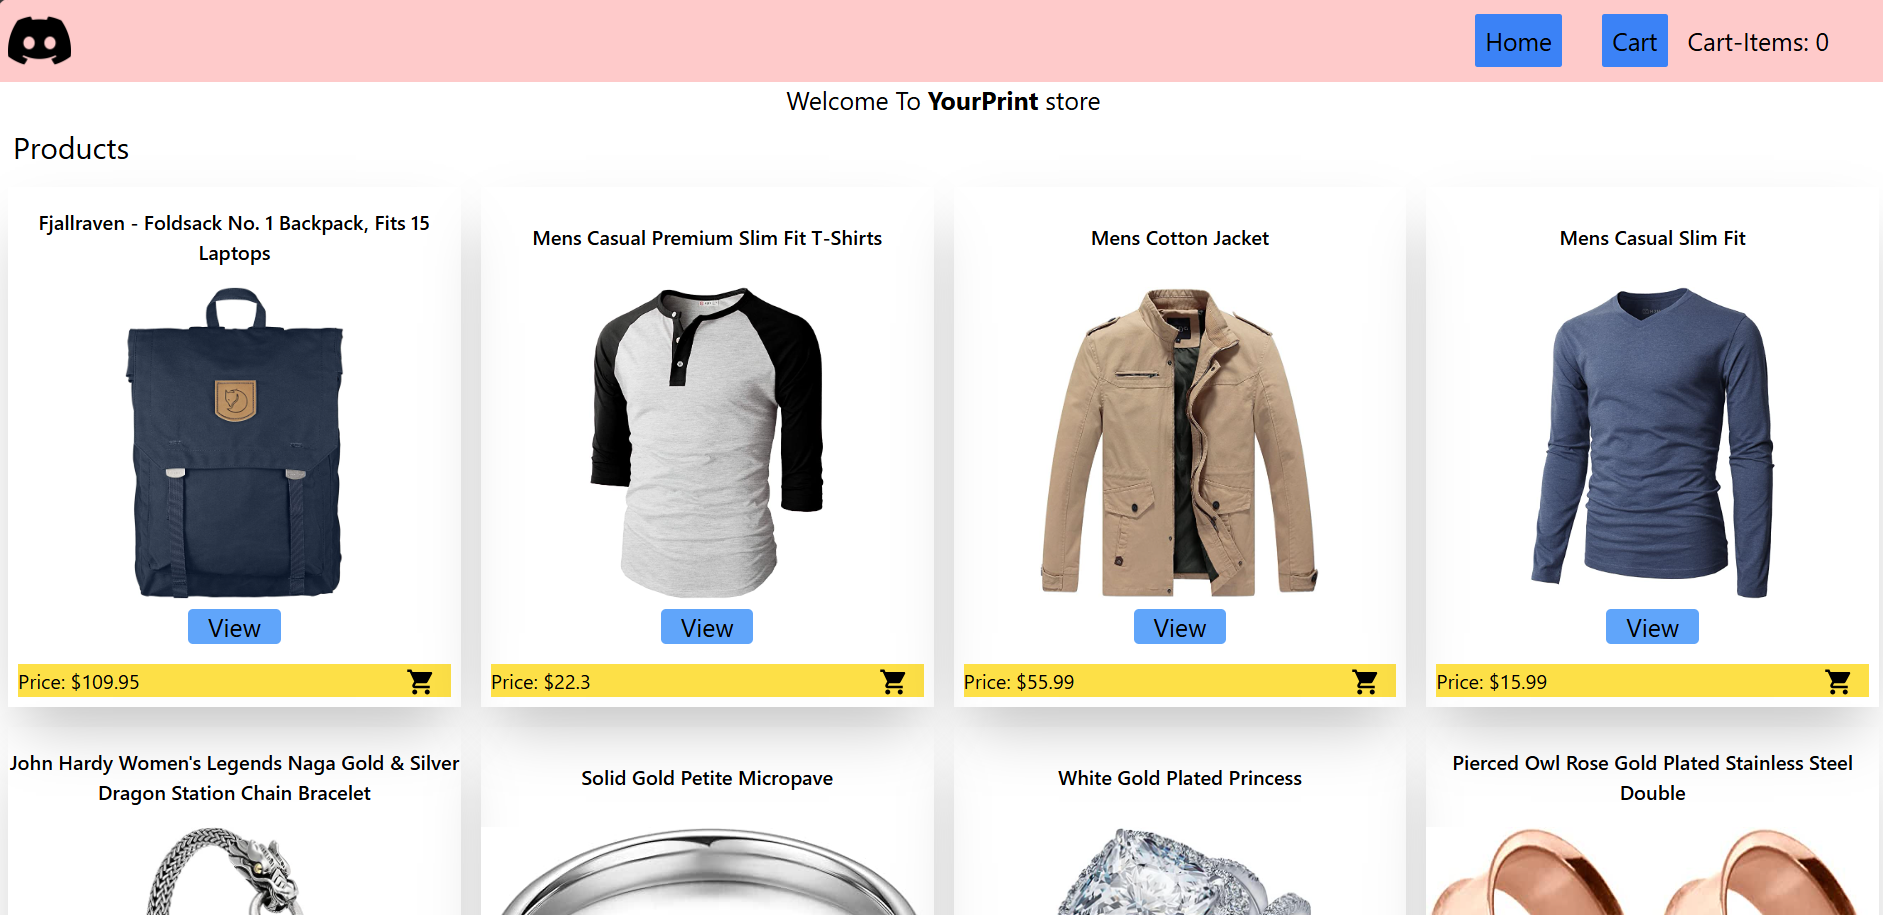 Home Cart Cart-Items: 0
Welcome To YourPrint store
Products
Fjallraven - Foldsack No. 1 Backpack, Fits 15
Laptops
Mens Casual Premium Slim Fit T-Shirts
Mens Cotton Jacket
Mens Casual Slim Fit
View
View
View
View
Price: $109.95
Price: $22.3
Price: $55.99
Price: $15.99
John Hardy Women's Legends Naga Gold & Silver
Dragon Station Chain Bracelet
Solid Gold Petite Micropave
White Gold Plated Princess
Pierced Owl Rose Gold Plated Stainless Steel
Double